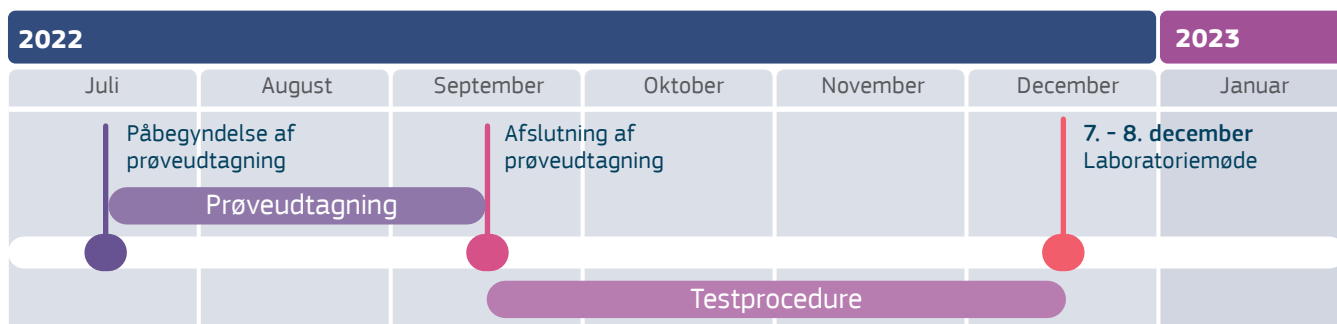 2022
2023
Juli
August
September
Oktober
November
December
Januar
Påbegyndelse af
prøveudtagning
Afslutning af
prøveudtagning
7. - 8. december
Laboratoriemøde
Prøveudtagning
Testprocedure